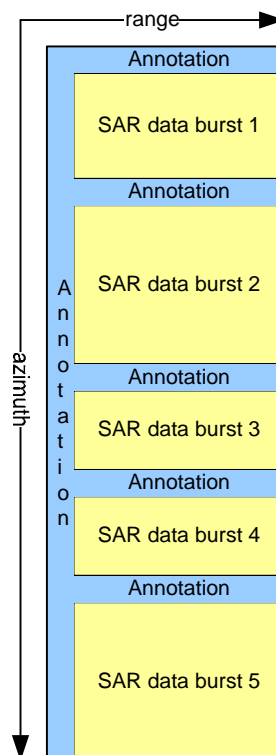 range
Annotation
SAR data burst 1
Annotation
SAR data burst 2
Annotation
azimuth
Annotation
SAR data burst 3
Annotation
SAR data burst 4
Annotation
SAR data burst 5